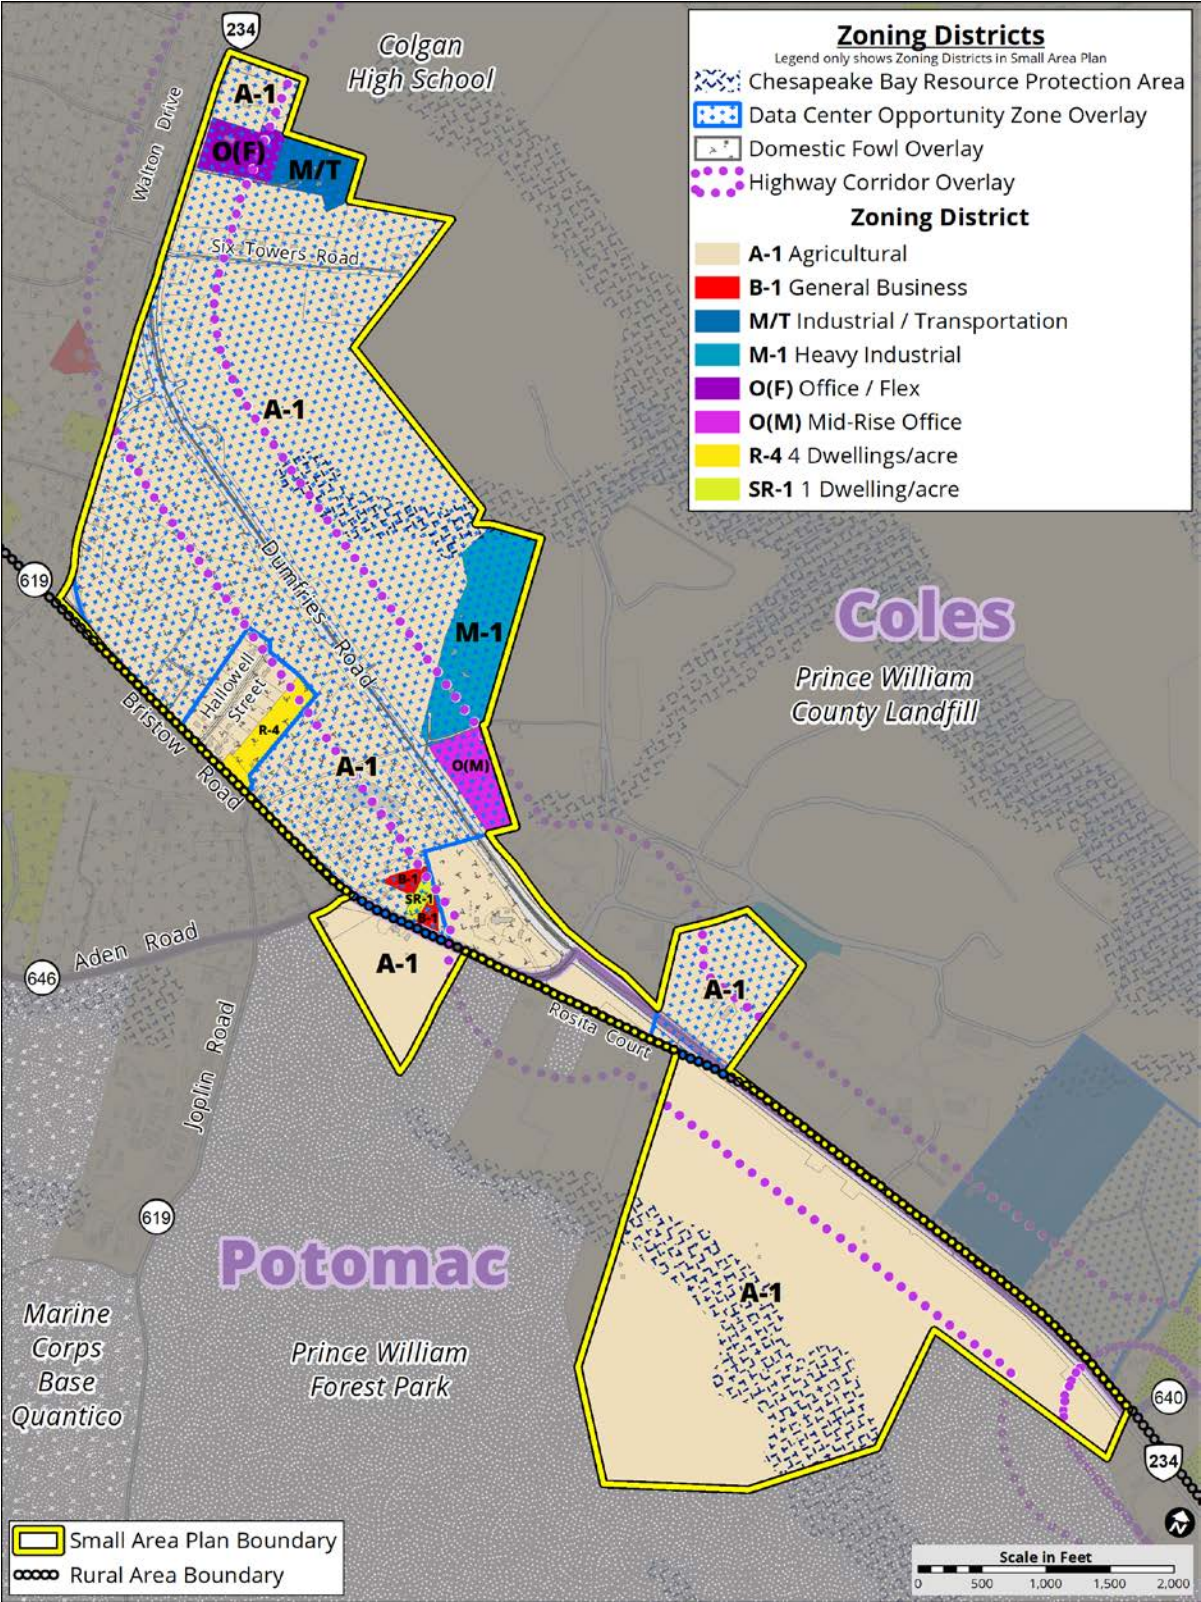 234
Colgan
High School
Walton Drive
A-1
O(F)
M/T
Six Towers Road
A-1
Zoning Districts
Legend only shows Zoning Districts in Small Area Plan
Chesapeake Bay Resource Protection Area
Data Center Opportunity Zone Overlay
Domestic Fowl Overlay
Highway Corridor Overlay
Zoning District
A-1 Agricultural
B-1 General Business
M/T Industrial / Transportation
M-1 Heavy Industrial
O(F) Office / Flex
O(M) Mid-Rise Office
R-4 4 Dwellings/acre
SR-1 1 Dwelling/acre
619
Dumfries Road
M-1
Coles
Prince William
County Landfill
Hallowell
Street
R-4
Bristow Road
A-1
O(M)
B-1
SR-1
B-1
Aden Road
646
A-1
A-1
Rosita Court
Joplin Road
619
Potomac
A-1
Marine
Corps
Base
Quantico
Prince William
Forest Park
640
234
N
Small Area Plan Boundary
Rural Area Boundary
Scale in Feet
0 500 1,000 1,500 2,000